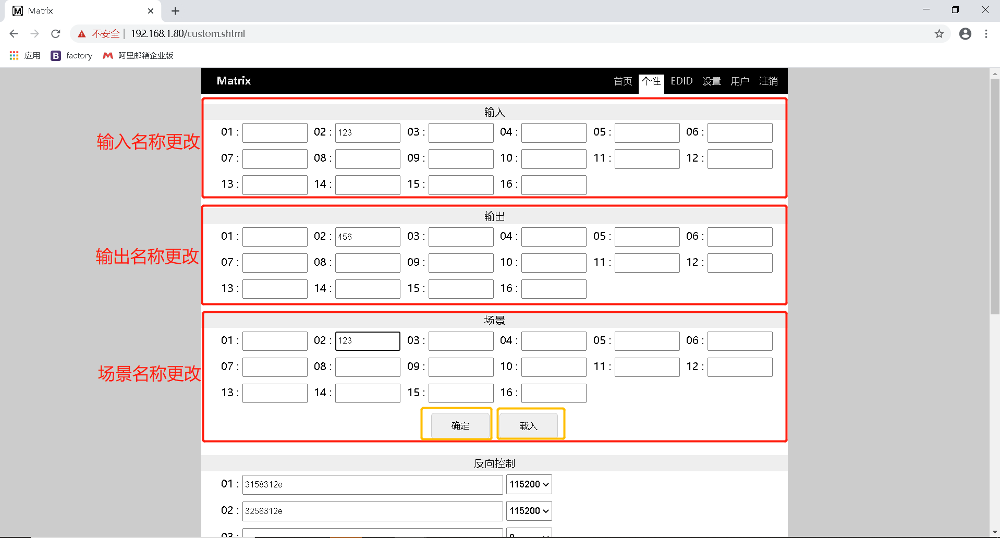 Matrix
不安全 | 192.168.1.80/custom.shtml
应用 factory 阿里邮箱企业版
Matrix 首页 个性 EDID 设置 用户 注销
输入
输入名称更改
01 : 02 : 123 03 : 04 : 05 : 06 :
07 : 08 : 09 : 10 : 11 : 12 :
13 : 14 : 15 : 16 :
输出
输出名称更改
01 : 02 : 456 03 : 04 : 05 : 06 :
07 : 08 : 09 : 10 : 11 : 12 :
13 : 14 : 15 : 16 :
场景
场景名称更改
01 : 02 : 123 03 : 04 : 05 : 06 :
07 : 08 : 09 : 10 : 11 : 12 :
13 : 14 : 15 : 16 :
确定 载入
反向控制
01 : 3158312e 115200
02 : 3258312e 115200
03 :